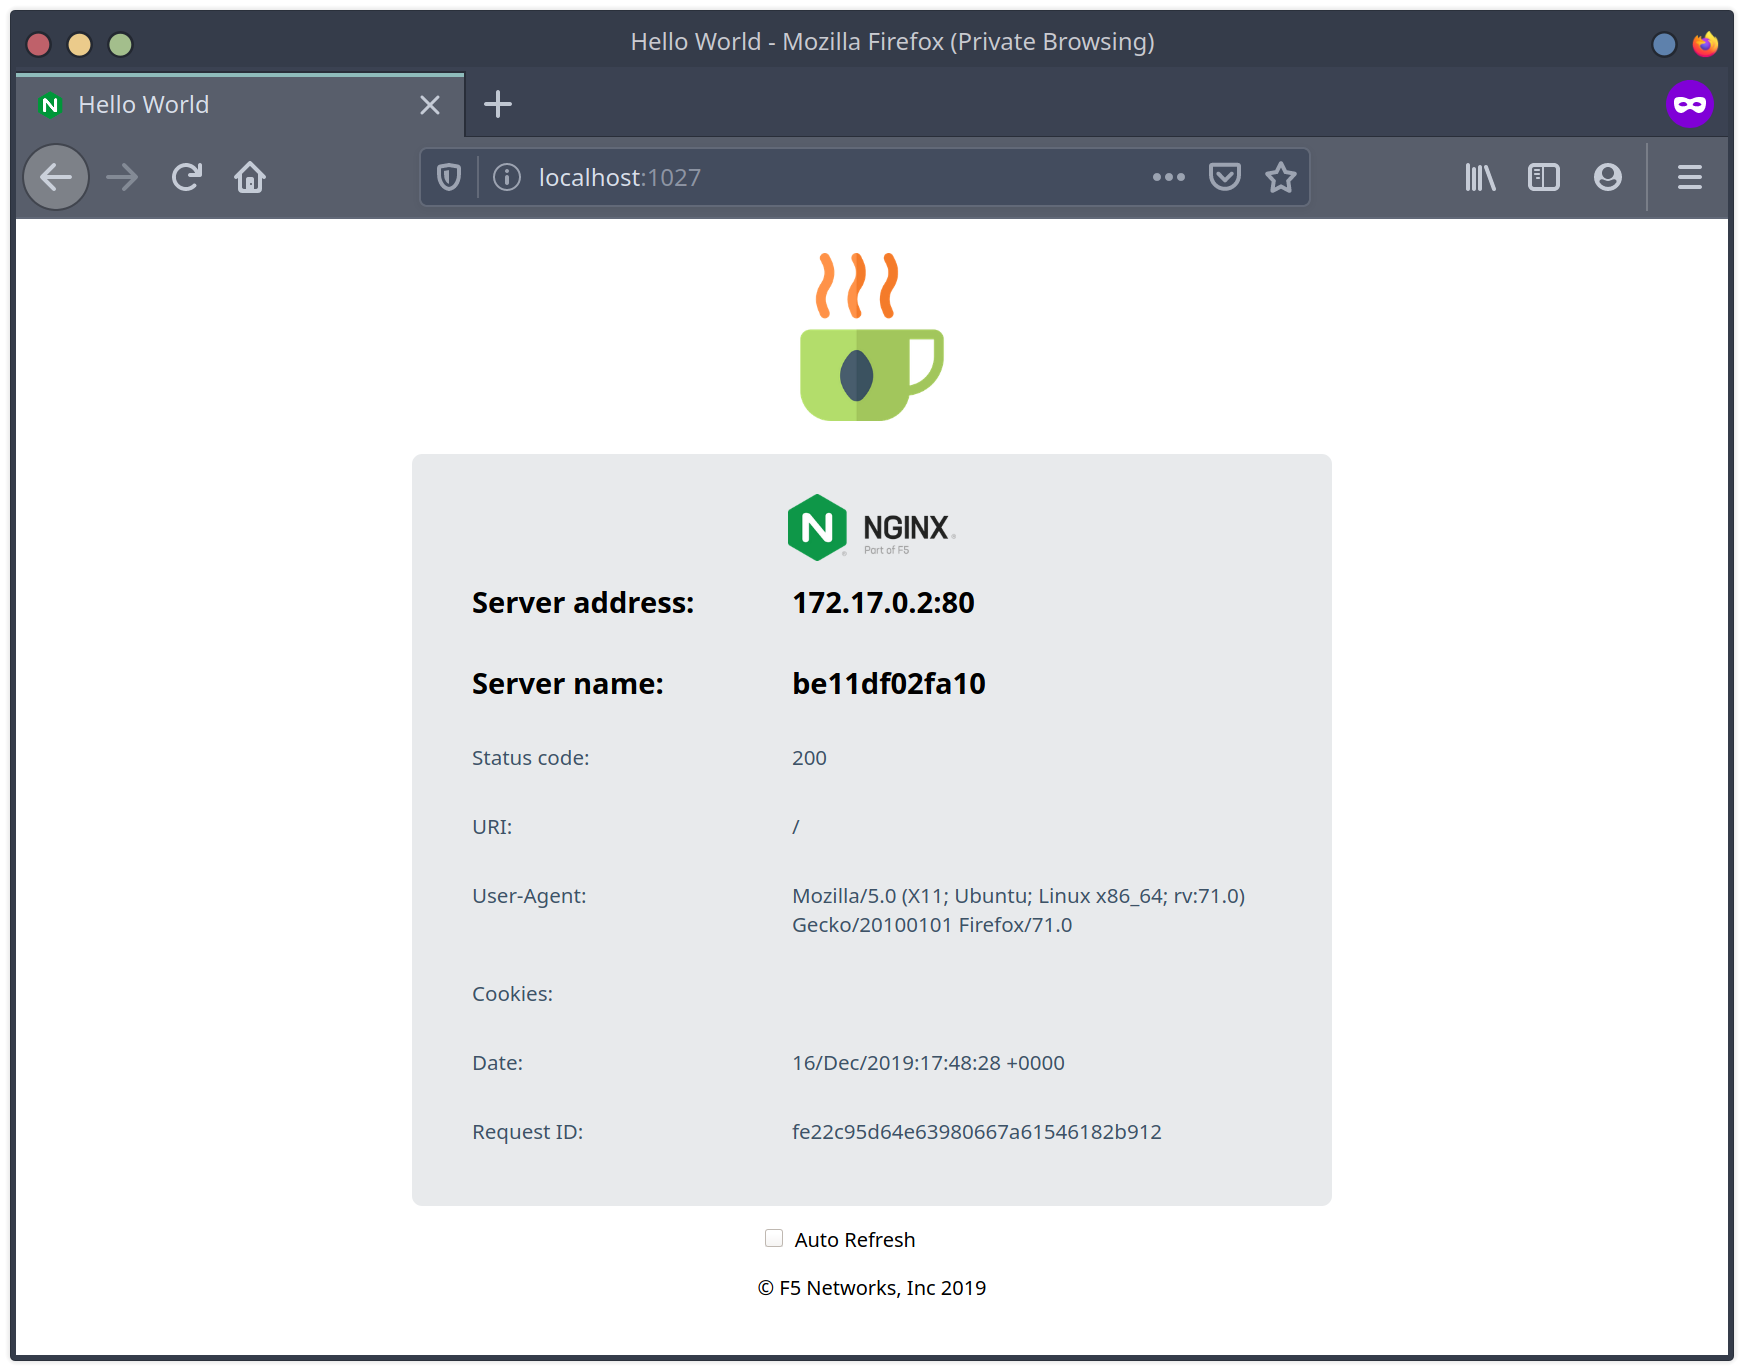 Hello World - Mozilla Firefox (Private Browsing)
Hello World
localhost:1027
NGINX
Part of F5
Server address: 172.17.0.2:80
Server name: be11df02fa10
Status code: 200
URI: /
User-Agent: Mozilla/5.0 (X11; Ubuntu; Linux x86_64; rv:71.0)
Gecko/20100101 Firefox/71.0
Cookies:
Date: 16/Dec/2019:17:48:28 +0000
Request ID: fe22c95d64e63980667a61546182b912
Auto Refresh
© F5 Networks, Inc 2019